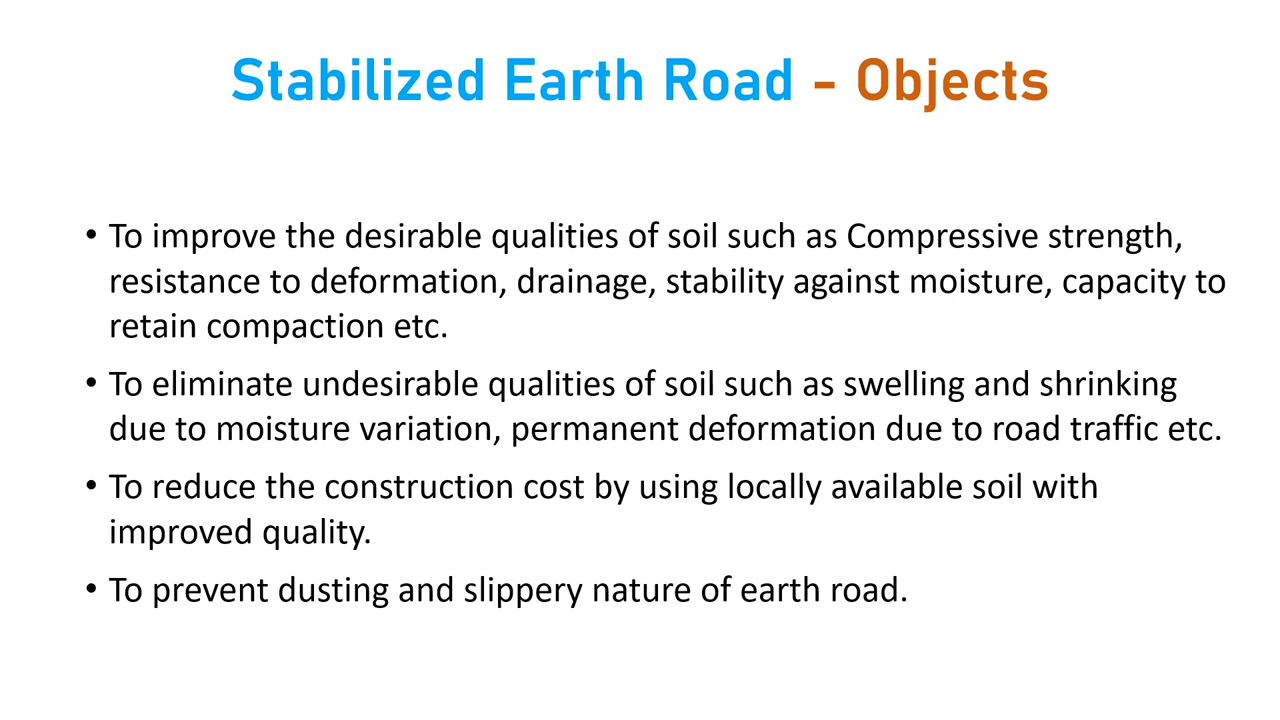 Stabilized Earth Road - Objects
• To improve the desirable qualities of soil such as Compressive strength,
resistance to deformation, drainage, stability against moisture, capacity to
retain compaction etc.
• To eliminate undesirable qualities of soil such as swelling and shrinking
due to moisture variation, permanent deformation due to road traffic etc.
• To reduce the construction cost by using locally available soil with
improved quality.
• To prevent dusting and slippery nature of earth road.